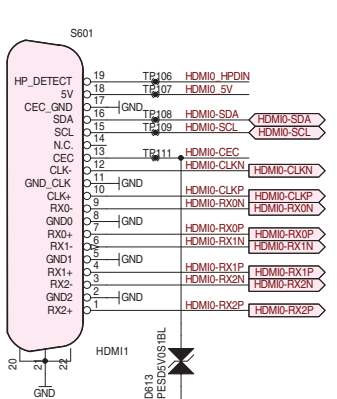 S601
HP_DETECT 19 TP106 HDMI0_HPDIN
5V 18 TP107 HDMI0_5V
CEC_GND 17 GND
SDA 16 TP108 HDMI0-SDA HDMI0-SDA
SCL 15 TP109 HDMI0-SCL HDMI0-SCL
N.C. 14
CEC 13 TP111 HDMI0-CEC
CLK- 12 HDMI0-CLKN HDMI0-CLKN
GND_CLK 11 GND
CLK+ 10 HDMI0-CLKP HDMI0-CLKP
RX0- 9 HDMI0-RX0N HDMI0-RX0N
GND0 8 GND
RX0+ 7 HDMI0-RX0P HDMI0-RX0P
RX1- 6 HDMI0-RX1N HDMI0-RX1N
GND1 5 GND
RX1+ 4 HDMI0-RX1P HDMI0-RX1P
RX2- 3 HDMI0-RX2N HDMI0-RX2N
GND2 2 GND
RX2+ 1 HDMI0-RX2P HDMI0-RX2P
HDMI1
20 21 22
GND
D613
PESD5V0S1BL